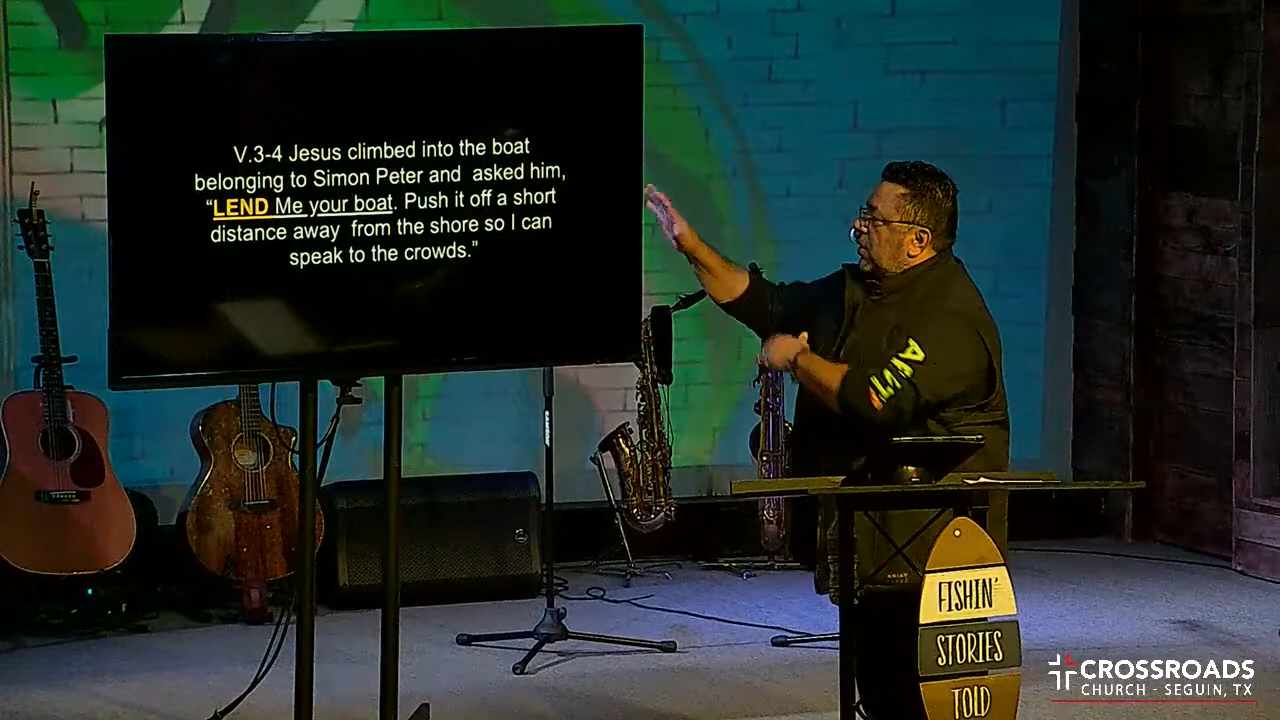 V.3-4 Jesus climbed into the boat
belonging to Simon Peter and  asked him,
“LEND Me your boat. Push it off a short
distance away  from the shore so I can
speak to the crowds.”
FISHIN'
STORIES
TOLD
CROSSROADS
CHURCH - SEGUIN, TX